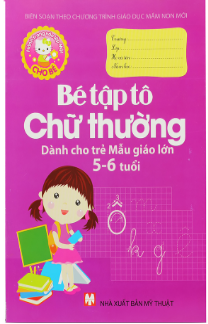 BIÊN SOẠN THEO CHƯƠNG TRÌNH GIÁO DỤC MẦM NON MỚI
CHO BÉ
Trường:
Lớp:
Họ và tên:
Năm học:
Bé tập tô
Chữ thường
Dành cho trẻ Mẫu giáo lớn
5-6 tuổi
Ô
k g
NHÀ XUẤT BẢN MỸ THUẬT